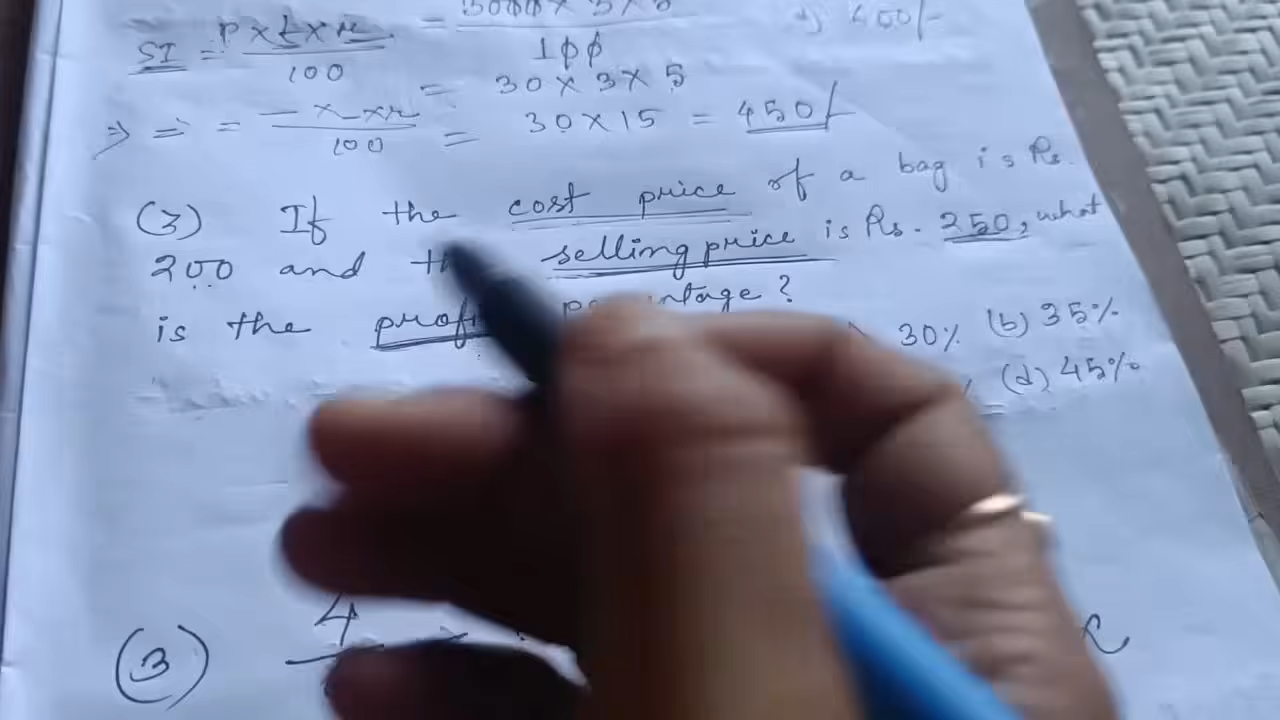 SI = P × t × r / 100 = 3000 × 3 × 5 / 100
= 30 × 3 × 5
⇒ = = — × × r / 100 = 30 × 15 = 450/-
(3) If the cost price of a bag is Rs.
200 and the selling price is Rs. 250, what
is the profit percentage?
30% (b) 35%
% (d) 45%
(3) 4